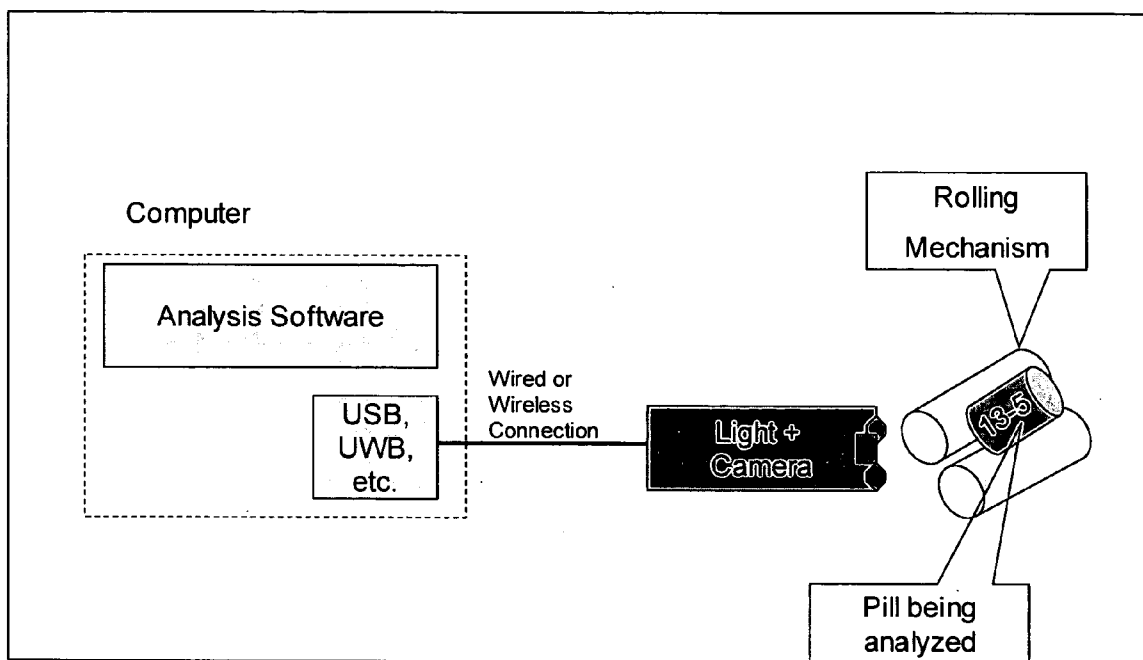 Computer
Analysis Software
USB,
UWB,
etc.
Wired or
Wireless
Connection
Light +
Camera
Rolling
Mechanism
13-5
Pill being
analyzed